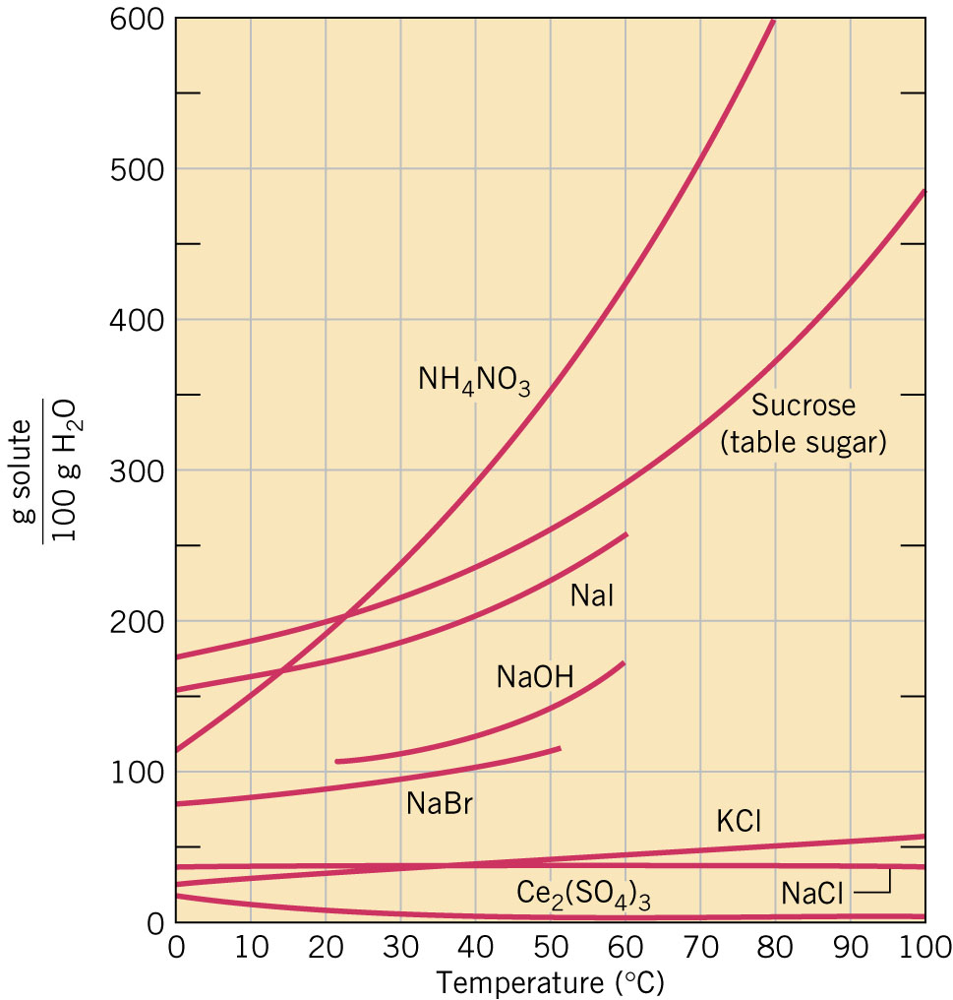 600
500
400
300
200
100
0
g solute
100 g H₂O
NH₄NO₃
Sucrose
(table sugar)
NaI
NaOH
NaBr
KCl
Ce₂(SO₄)₃
NaCl
0 10 20 30 40 50 60 70 80 90 100
Temperature (°C)